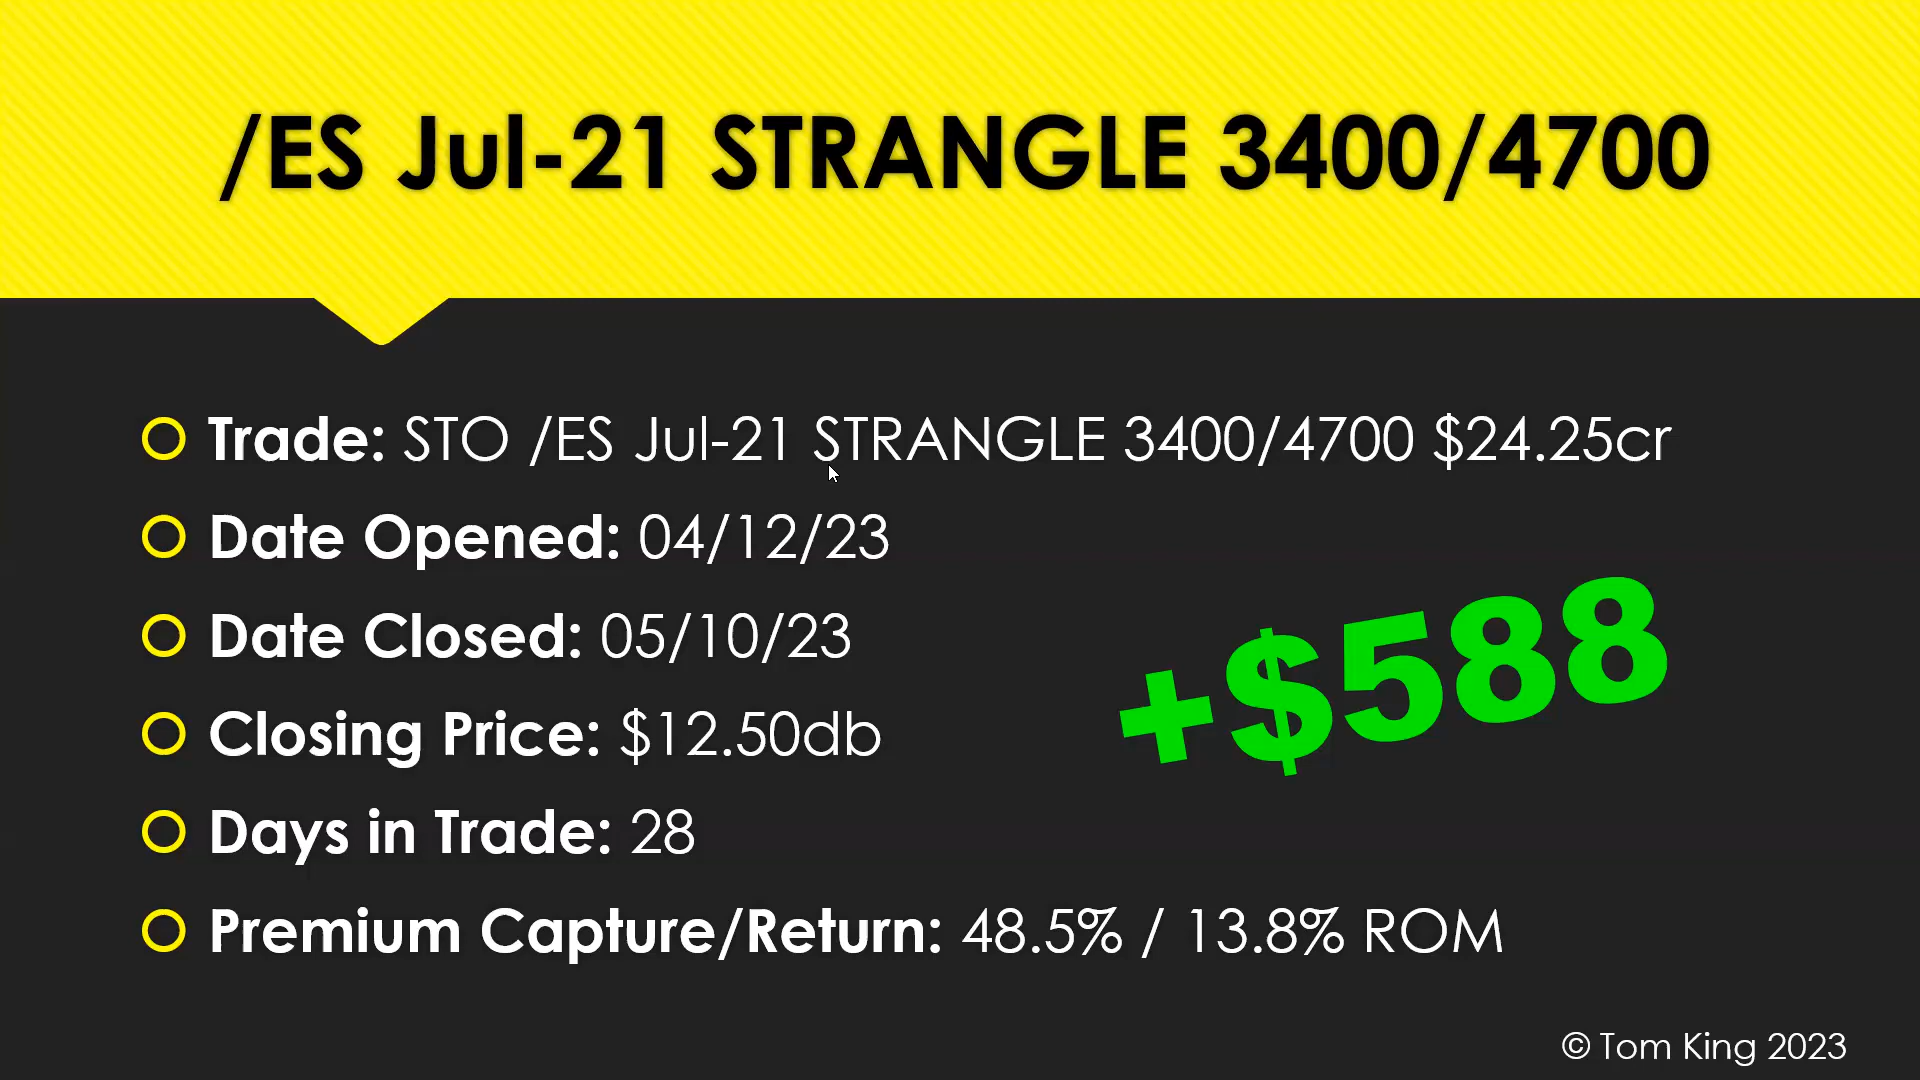 /ES Jul-21 STRANGLE 3400/4700
Trade: STO /ES Jul-21 STRANGLE 3400/4700 $24.25cr
Date Opened: 04/12/23
Date Closed: 05/10/23
+$588
Closing Price: $12.50db
Days in Trade: 28
Premium Capture/Return: 48.5% / 13.8% ROM
© Tom King 2023